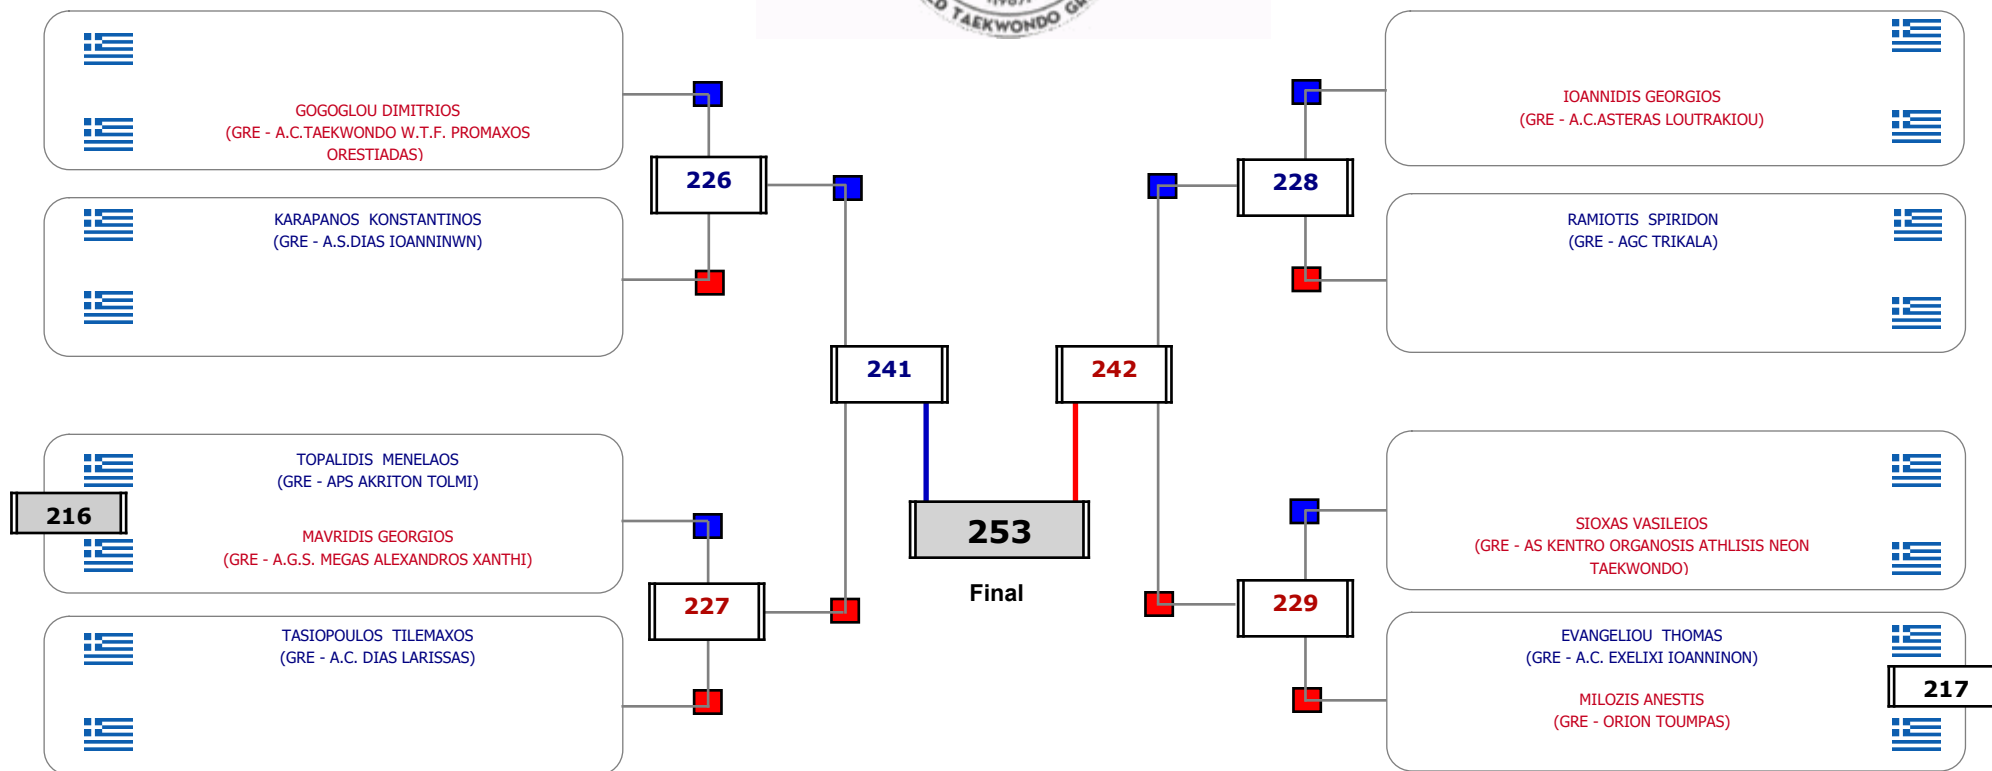 TAEKWONDO
GOGOGLOU DIMITRIOS
(GRE - A.C.TAEKWONDO W.T.F. PROMAXOS
ORESTIADAS)
226
KARAPANOS KONSTANTINOS
(GRE - A.S.DIAS IOANNINWN)
241
TOPALIDIS MENELAOS
(GRE - APS AKRITON TOLMI)
216
MAVRIDIS GEORGIOS
(GRE - A.G.S. MEGAS ALEXANDROS XANTHI)
227
TASIOPOULOS TILEMAXOS
(GRE - A.C. DIAS LARISSAS)
253
Final
IOANNIDIS GEORGIOS
(GRE - A.C.ASTERAS LOUTRAKIOU)
228
RAMIOTIS SPIRIDON
(GRE - AGC TRIKALA)
242
SIOXAS VASILEIOS
(GRE - AS KENTRO ORGANOSIS ATHLISIS NEON
TAEKWONDO)
229
EVANGELIOU THOMAS
(GRE - A.C. EXELIXI IOANNINON)
217
MILOZIS ANESTIS
(GRE - ORION TOUMPAS)